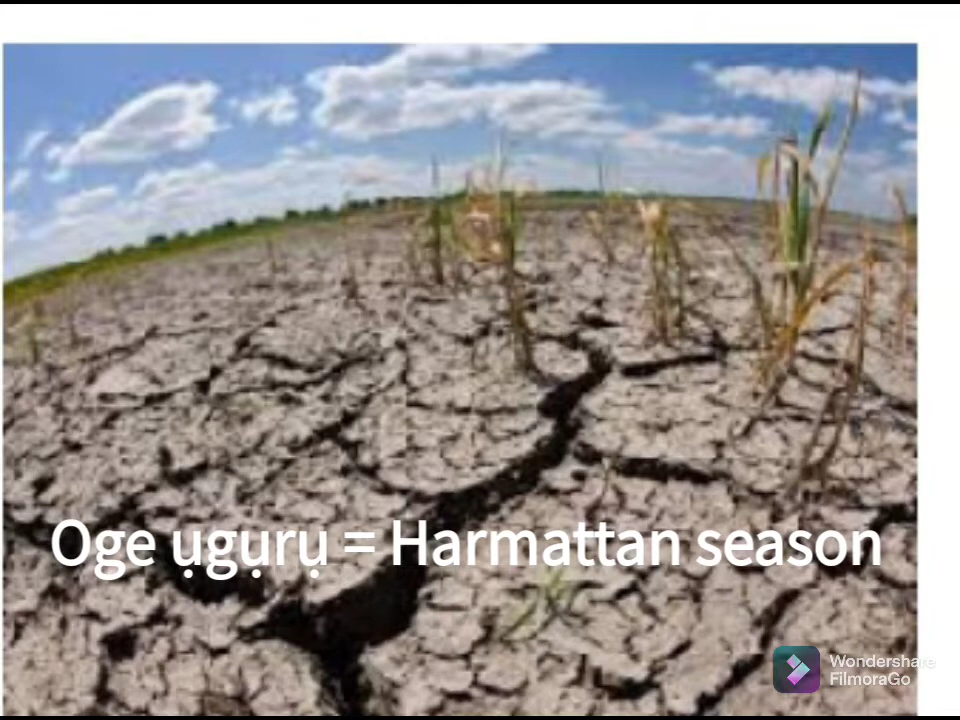 Oge ụgụrụ = Harmattan season
Wondershare
FilmoraGo